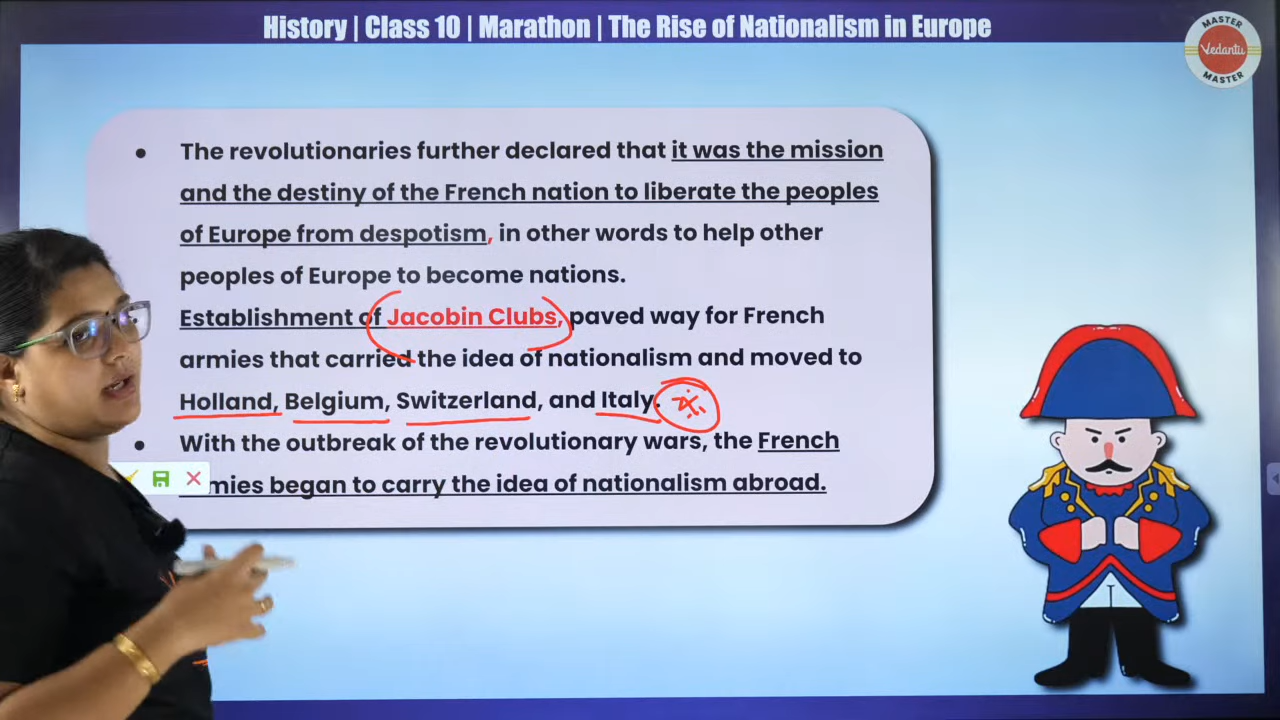 History | Class 10 | Marathon | The Rise of Nationalism in Europe
MASTER
Vedantu
MASTER
• The revolutionaries further declared that it was the mission
and the destiny of the French nation to liberate the peoples
of Europe from despotism, in other words to help other
peoples of Europe to become nations.
Establishment of Jacobin Clubs, paved way for French
armies that carried the idea of nationalism and moved to
Holland, Belgium, Switzerland, and Italy.
• With the outbreak of the revolutionary wars, the French
mies began to carry the idea of nationalism abroad.